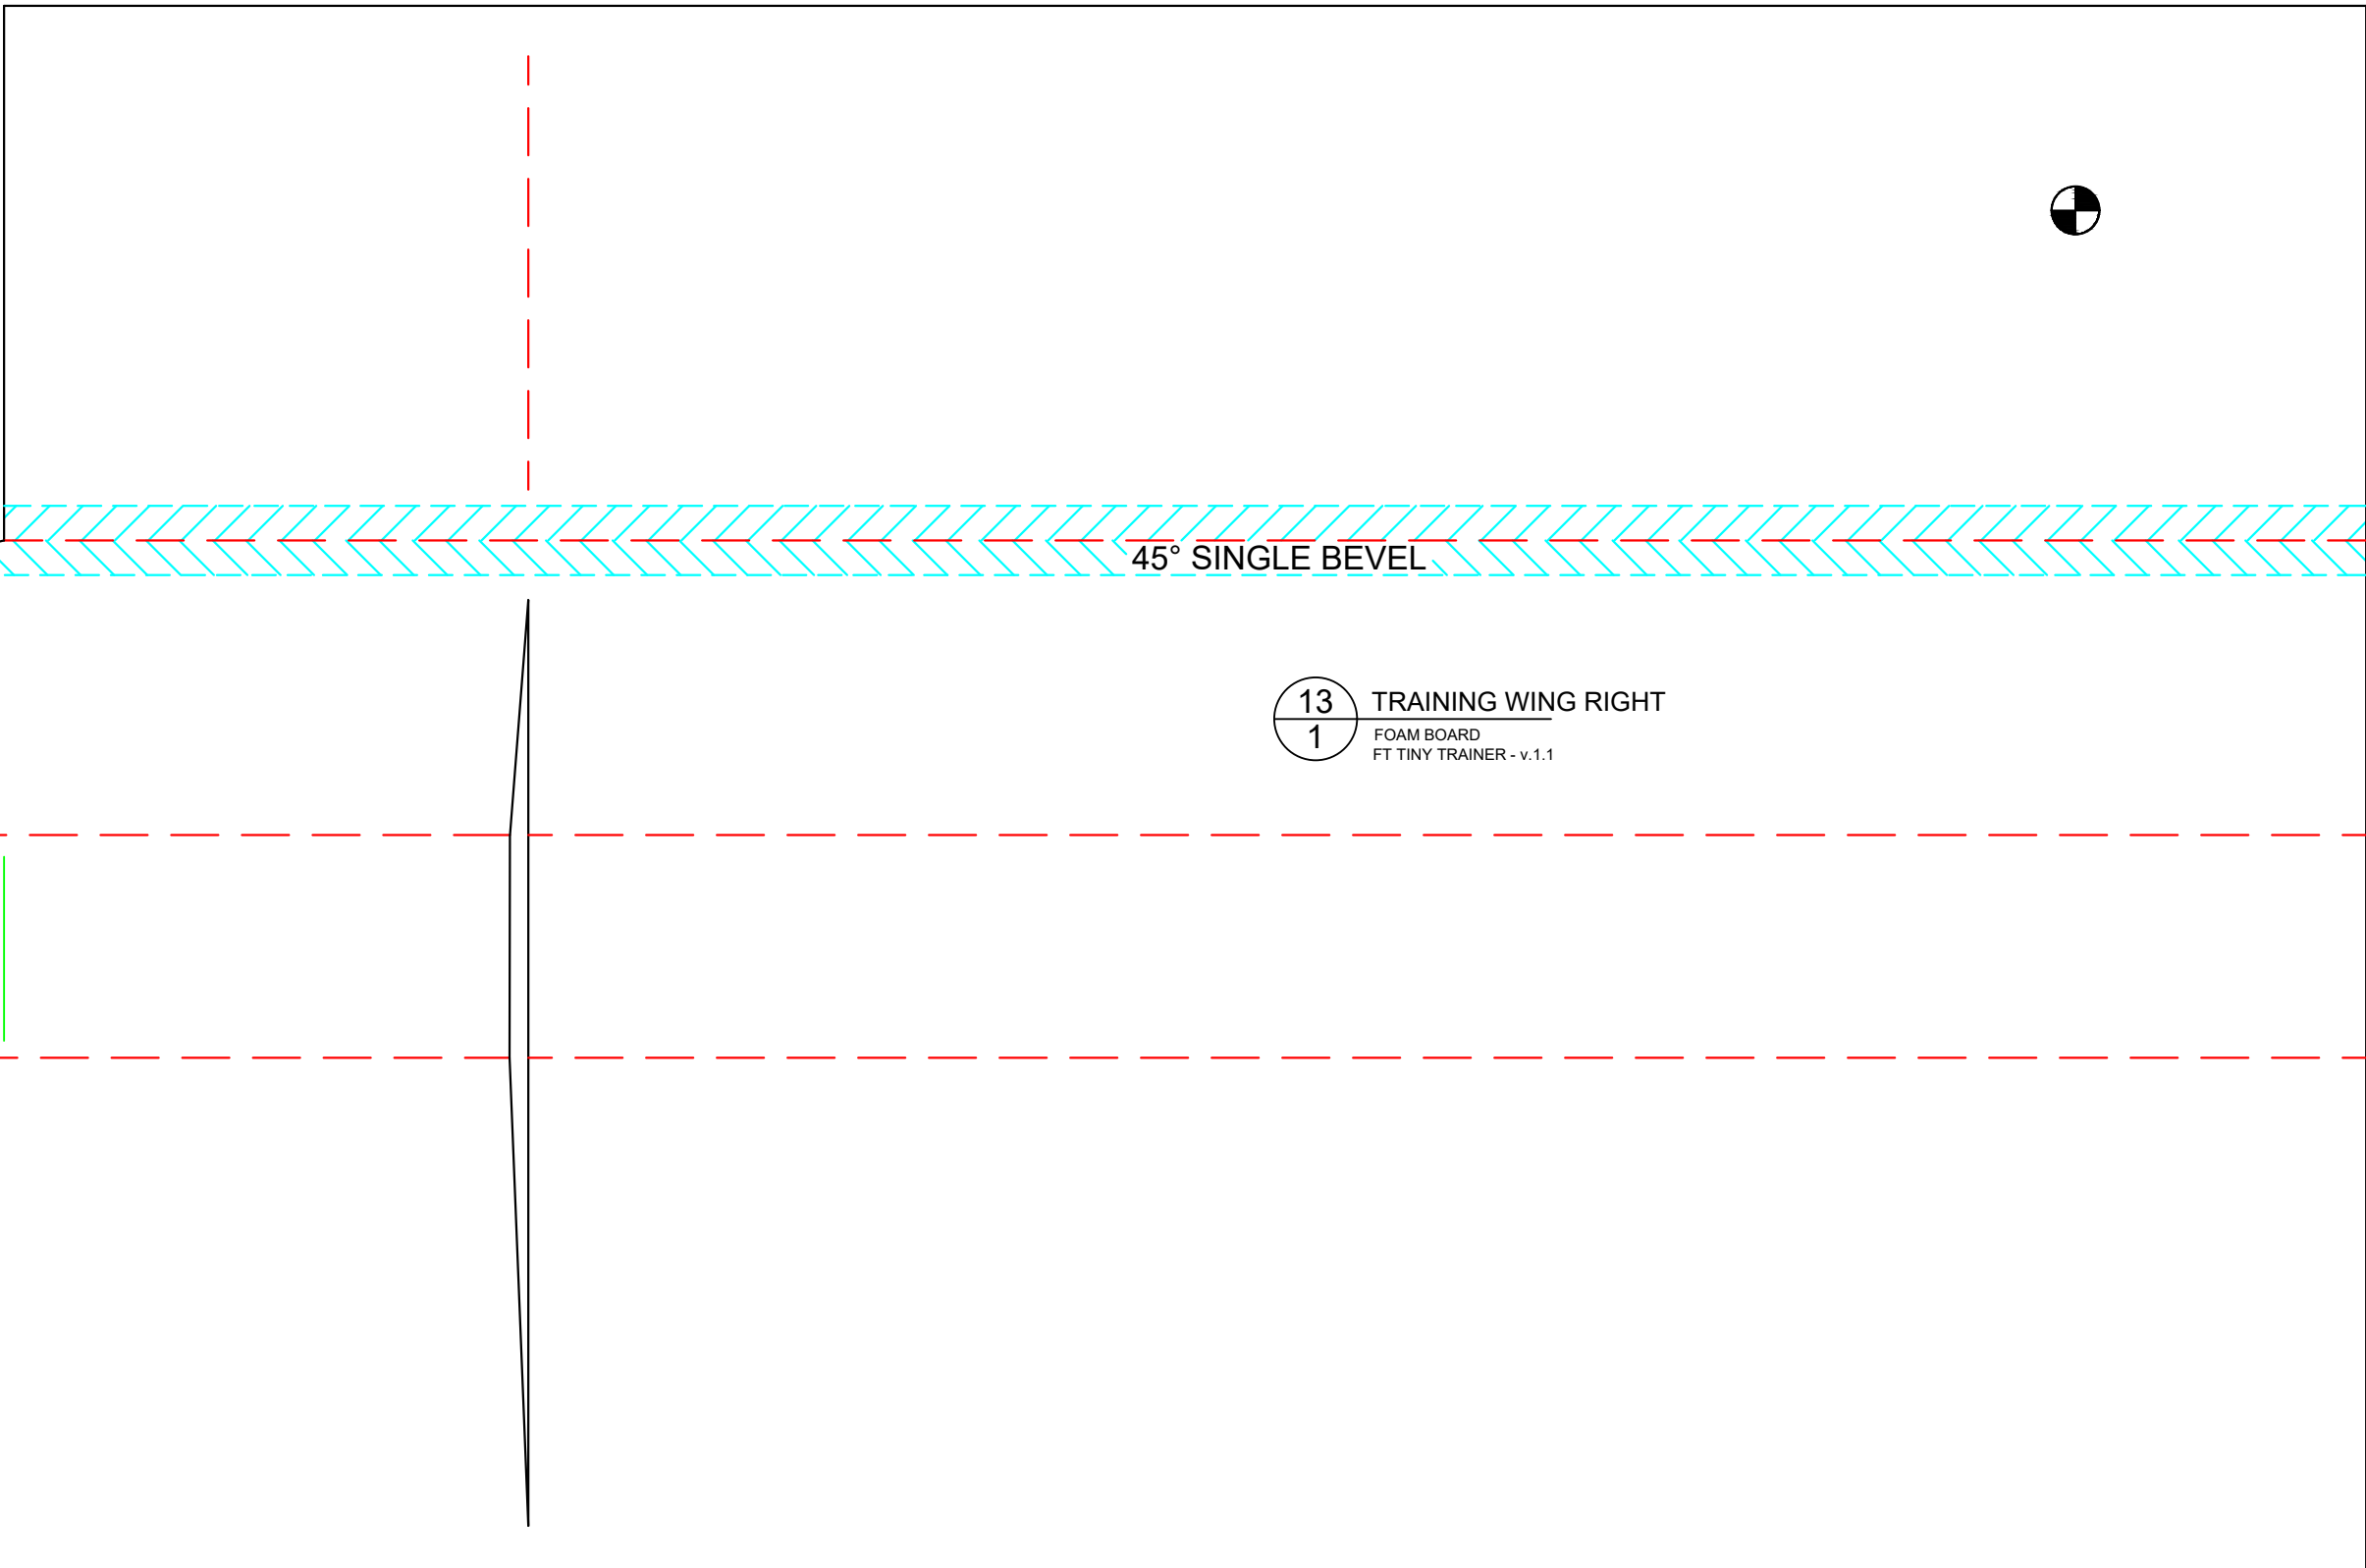 45° SINGLE BEVEL
13
TRAINING WING RIGHT
1
FOAM BOARD
FT TINY TRAINER - v.1.1